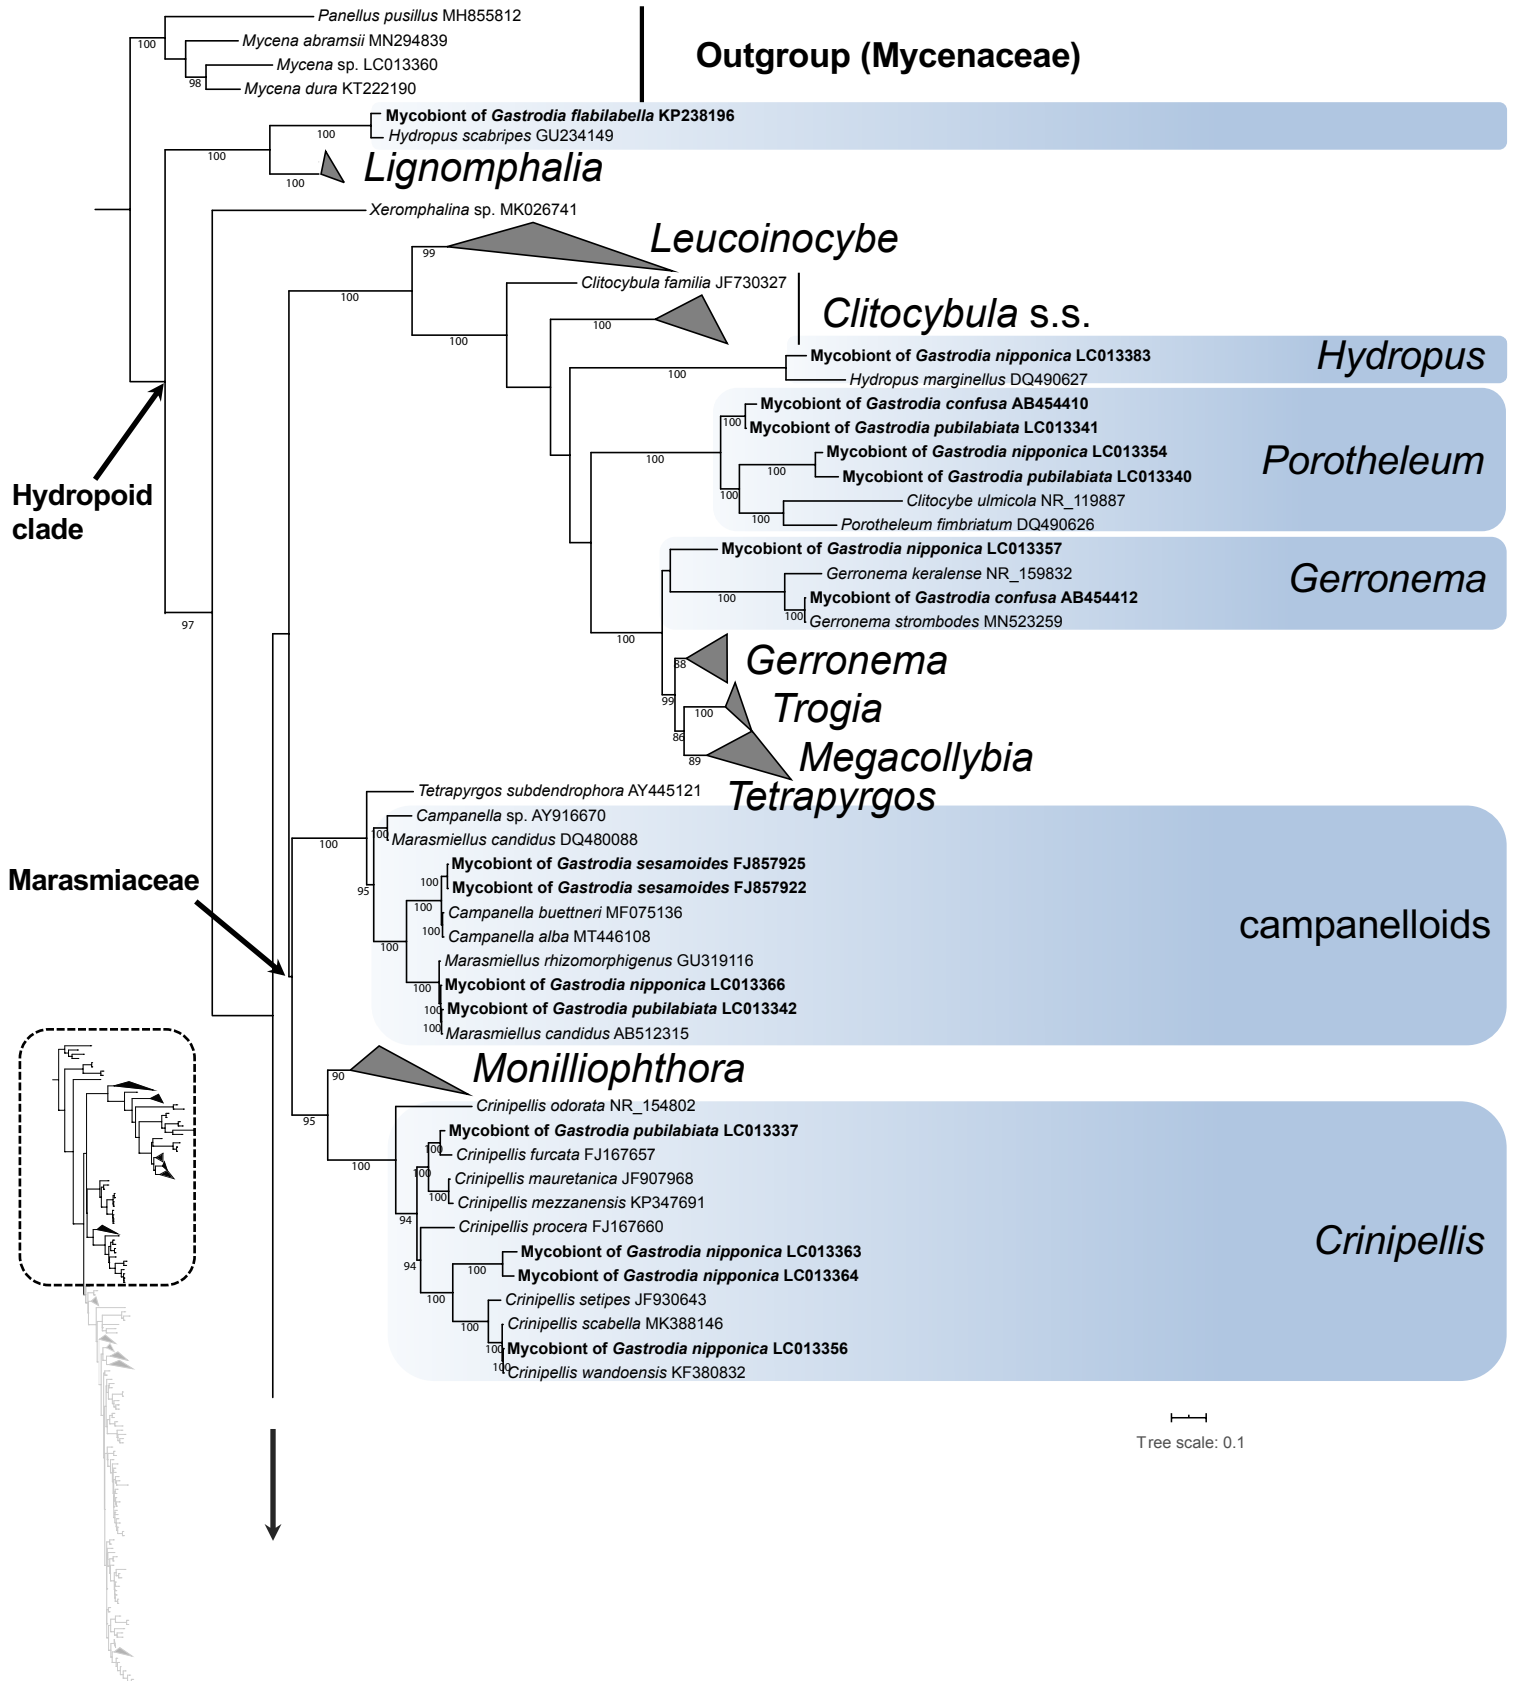 Panellus pusillus MH855812
100
Mycena abramsii MN294839
Outgroup (Mycenaceae)
Mycena sp. LC013360
98
Mycena dura KT222190
Mycobiont of Gastrodia flabilabella KP238196
100
Hydropus scabripes GU234149
100
Lignomphalia
100
Xeromphalina sp. MK026741
Leucoinocybe
99
Clitocybula familia JF730327
100
Clitocybula s.s.
100
100
Mycobiont of Gastrodia nipponica LC013383
Hydropus
100
Hydropus marginellus DQ490627
Mycobiont of Gastrodia confusa AB454410
100
Mycobiont of Gastrodia pubilabiata LC013341
Mycobiont of Gastrodia nipponica LC013354
100
Porotheleum
100
Mycobiont of Gastrodia pubilabiata LC013340
100
Clitocybe ulmicola NR_119887
100
Porotheleum fimbriatum DQ490626
Hydropoid
clade
Mycobiont of Gastrodia nipponica LC013357
Gerronema keralense NR_159832
Gerronema
100
Mycobiont of Gastrodia confusa AB454412
100
Gerronema strombodes MN523259
97
100
88
Gerronema
99
100
Trogia
86
89
Megacollybia
Tetrapyrgos subdendrophora AY445121
Tetrapyrgos
Campanella sp. AY916670
100
Marasmiellus candidus DQ480088
100
Mycobiont of Gastrodia sesamoides FJ857925
Marasmiaceae
100
95
Mycobiont of Gastrodia sesamoides FJ857922
100
Campanella buettneri MF075136
100
Campanella alba MT446108
campanelloids
100
Marasmiellus rhizomorphigenus GU319116
100
Mycobiont of Gastrodia nipponica LC013366
100
Mycobiont of Gastrodia pubilabiata LC013342
100
Marasmiellus candidus AB512315
90
Monilliophthora
Crinipellis odorata NR_154802
95
Mycobiont of Gastrodia pubilabiata LC013337
100
Crinipellis furcata FJ167657
100
100
Crinipellis mauretanica JF907968
100
Crinipellis mezzanensis KP347691
94
Crinipellis procera FJ167660
Crinipellis
Mycobiont of Gastrodia nipponica LC013363
94
100
Mycobiont of Gastrodia nipponica LC013364
100
Crinipellis setipes JF930643
100
Crinipellis scabella MK388146
100
Mycobiont of Gastrodia nipponica LC013356
100
Crinipellis wandoensis KF380832
Tree scale: 0.1